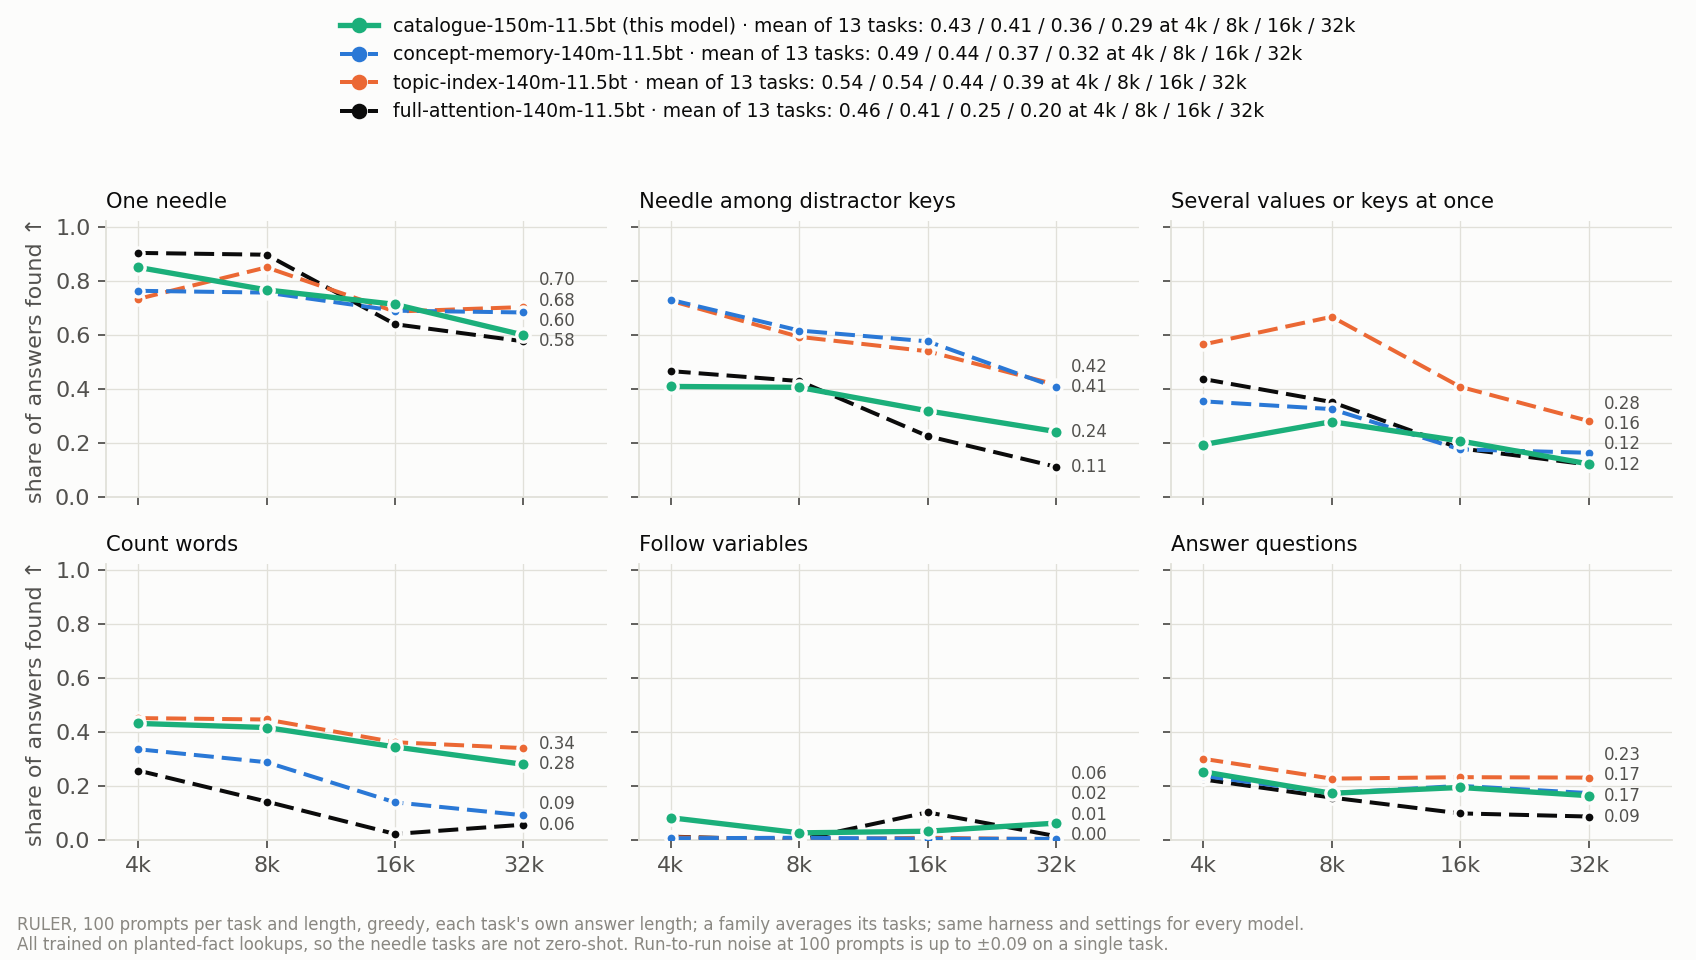 catalogue-150m-11.5bt (this model) · mean of 13 tasks: 0.43 / 0.41 / 0.36 / 0.29 at 4k / 8k / 16k / 32k
concept-memory-140m-11.5bt · mean of 13 tasks: 0.49 / 0.44 / 0.37 / 0.32 at 4k / 8k / 16k / 32k
topic-index-140m-11.5bt · mean of 13 tasks: 0.54 / 0.54 / 0.44 / 0.39 at 4k / 8k / 16k / 32k
full-attention-140m-11.5bt · mean of 13 tasks: 0.46 / 0.41 / 0.25 / 0.20 at 4k / 8k / 16k / 32k
One needle
share of answers found ↑
1.0
0.8
0.6
0.4
0.2
0.0
0.70
0.68
0.60
0.58
Needle among distractor keys
0.42
0.41
0.24
0.11
Several values or keys at once
0.28
0.16
0.12
0.12
Count words
share of answers found ↑
1.0
0.8
0.6
0.4
0.2
0.0
0.34
0.28
0.09
0.06
4k 8k 16k 32k
Follow variables
0.06
0.02
0.01
0.00
4k 8k 16k 32k
Answer questions
0.23
0.17
0.17
0.09
4k 8k 16k 32k
RULER, 100 prompts per task and length, greedy, each task's own answer length; a family averages its tasks; same harness and settings for every model.
All trained on planted-fact lookups, so the needle tasks are not zero-shot. Run-to-run noise at 100 prompts is up to ±0.09 on a single task.